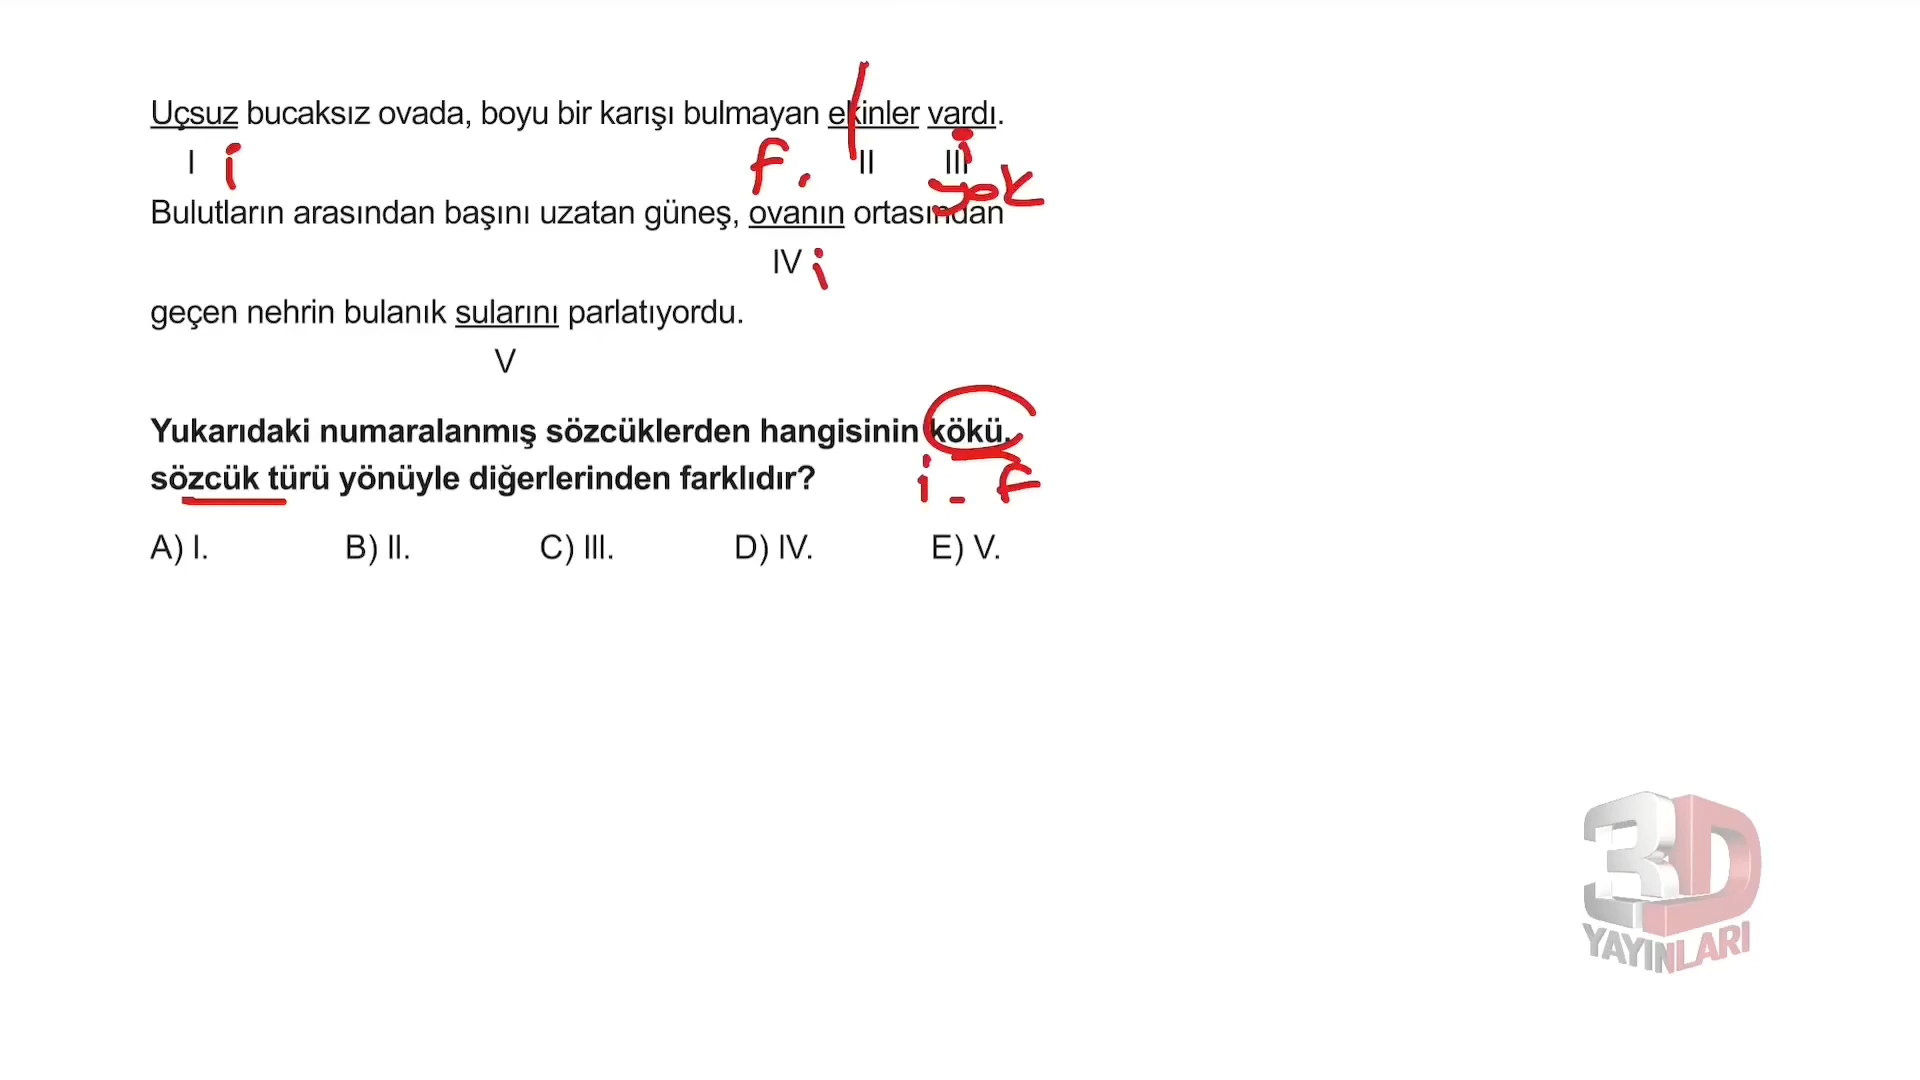 Uçsuz bucaksız ovada, boyu bir karışı bulmayan ekinler vardı.
I i f. II III i
yok
Bulutların arasından başını uzatan güneş, ovanın ortasından
IV i
geçen nehrin bulanık sularını parlatıyordu.
V
Yukarıdaki numaralanmış sözcüklerden hangisinin kökü,
sözcük türü yönüyle diğerlerinden farklıdır?
i - F
A) I. B) II. C) III. D) IV. E) V.
3D
YAYINLARI